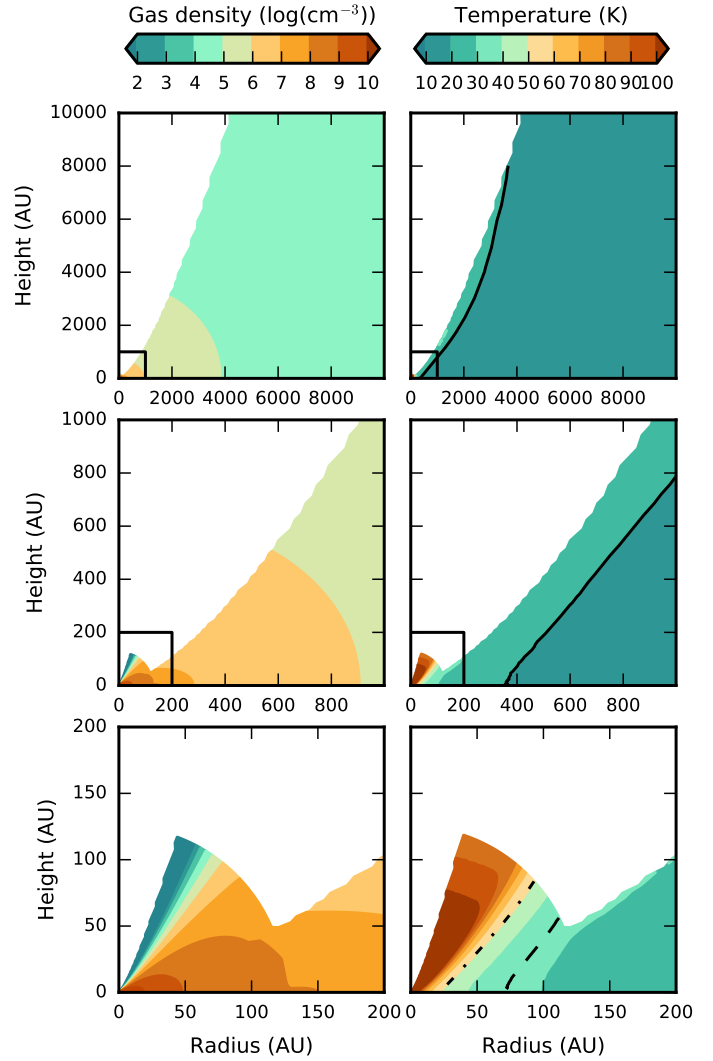 Gas density (log(cm⁻³)) Temperature (K)
2 3 4 5 6 7 8 9 10 10 20 30 40 50 60 70 80 90 100
10000
8000
6000
4000
2000
0
Height (AU)
0 2000 4000 6000 8000 0 2000 4000 6000 8000
1000
800
600
400
200
0
Height (AU)
0 200 400 600 800 0 200 400 600 800
200
150
100
50
0
Height (AU)
0 50 100 150 200 0 50 100 150 200
Radius (AU) Radius (AU)